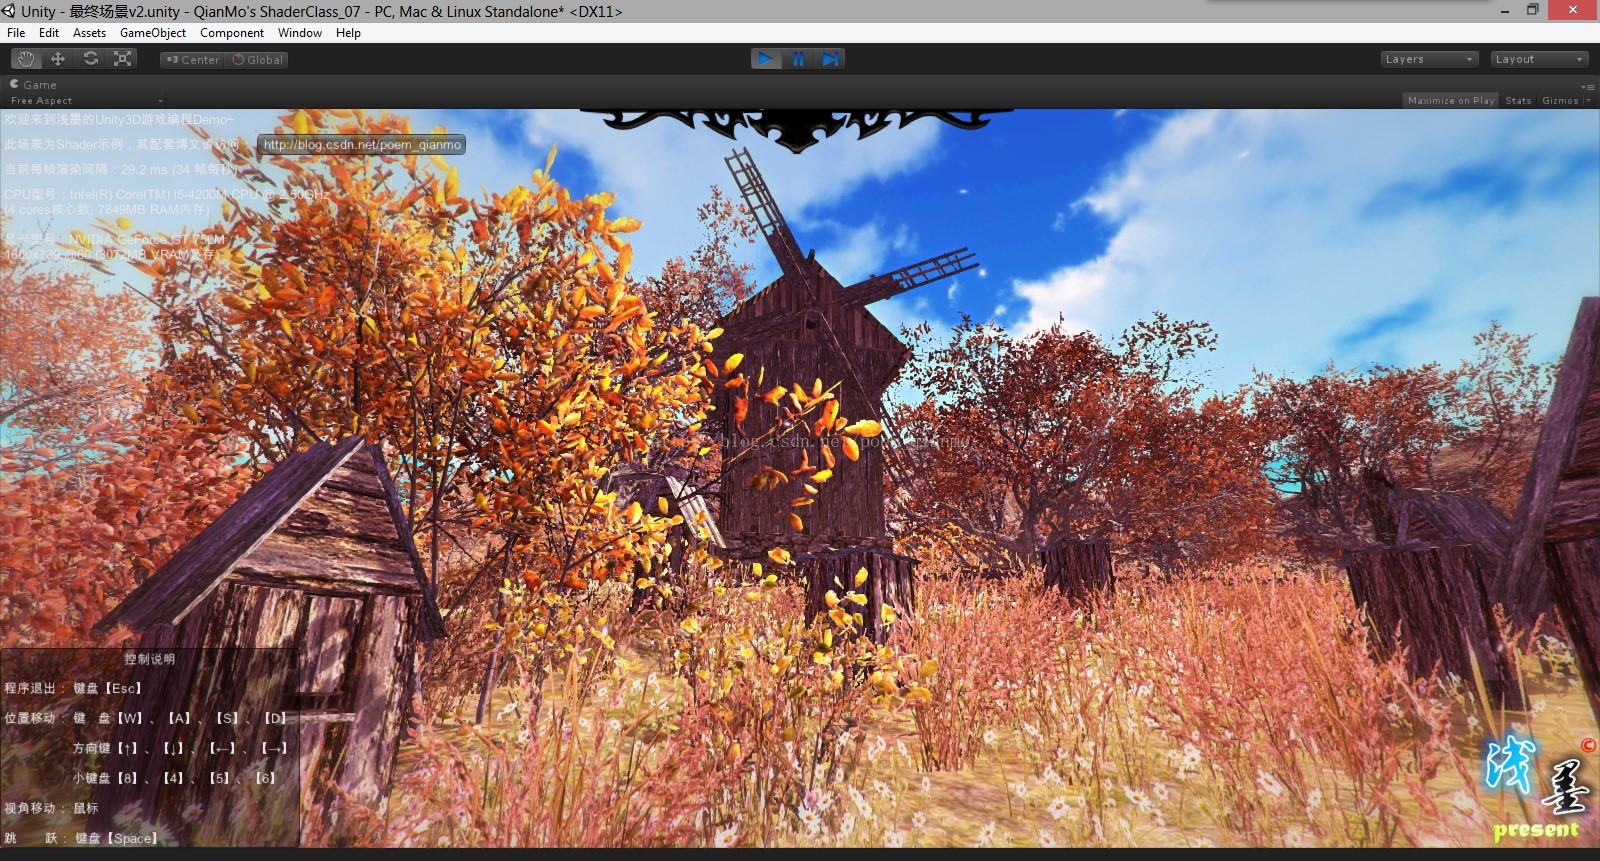 Unity - 最终场景v2.unity - QianMo's ShaderClass_07 - PC, Mac & Linux Standalone* <DX11>
File Edit Assets GameObject Component Window Help
Center Global Layers Layout
Game
Free Aspect Maximize on Play Stats Gizmos
欢迎来到浅墨的Unity3D游戏编程Demo~
此场景为Shader示例，其配套博文请访问： http://blog.csdn.net/poem_qianmo
当前每帧渲染间隔：29.2 ms (34 帧每秒)
CPU型号：Intel(R) Core(TM) i5-4200M CPU @ 2.50GHz
(4 cores核心数, 7849MB RAM内存)
显卡型号：NVIDIA GeForce GT 750M
1600x739 @60 (3072MB VRAM显存)
http://blog.csdn.net/poem_qianmo
控制说明
程序退出： 键盘【Esc】
位置移动： 键 盘【W】、【A】、【S】、【D】
方向键【↑】、【↓】、【←】、【→】
小键盘【8】、【4】、【5】、【6】
视角移动： 鼠标
跳 跃： 键盘【Space】
浅墨 ©
present